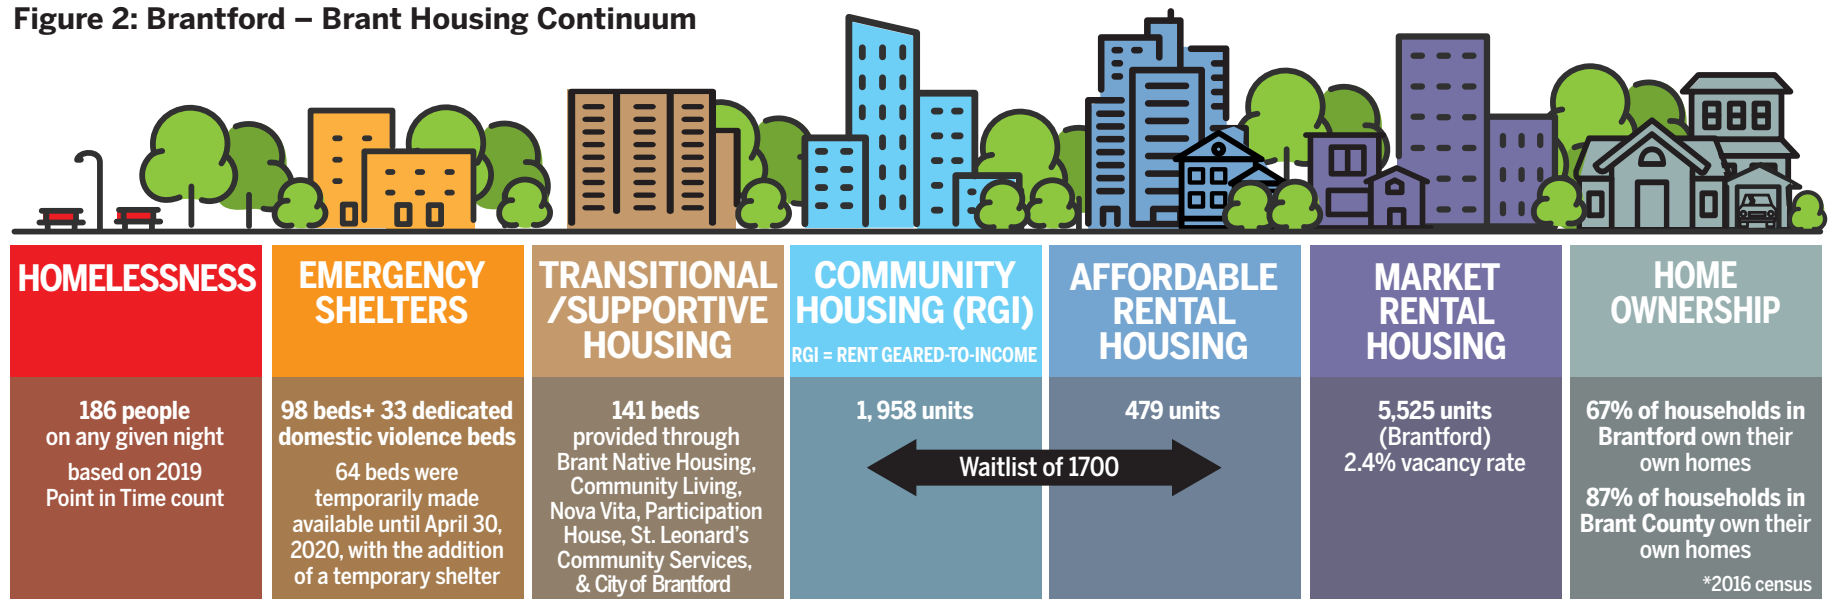 Figure 2: Brantford – Brant Housing Continuum
HOMELESSNESS
186 people
on any given night
based on 2019
Point in Time count
EMERGENCY
SHELTERS
98 beds+ 33 dedicated
domestic violence beds
64 beds were
temporarily made
available until April 30,
2020, with the addition
of a temporary shelter
TRANSITIONAL
/SUPPORTIVE
HOUSING
141 beds
provided through
Brant Native Housing,
Community Living,
Nova Vita, Participation
House, St. Leonard's
Community Services,
& City of Brantford
COMMUNITY
HOUSING (RGI)
RGI = RENT GEARED-TO-INCOME
1, 958 units
AFFORDABLE
RENTAL
HOUSING
479 units
Waitlist of 1700
MARKET
RENTAL
HOUSING
5,525 units
(Brantford)
2.4% vacancy rate
HOME
OWNERSHIP
67% of households in
Brantford own their
own homes
87% of households in
Brant County own their
own homes
*2016 census